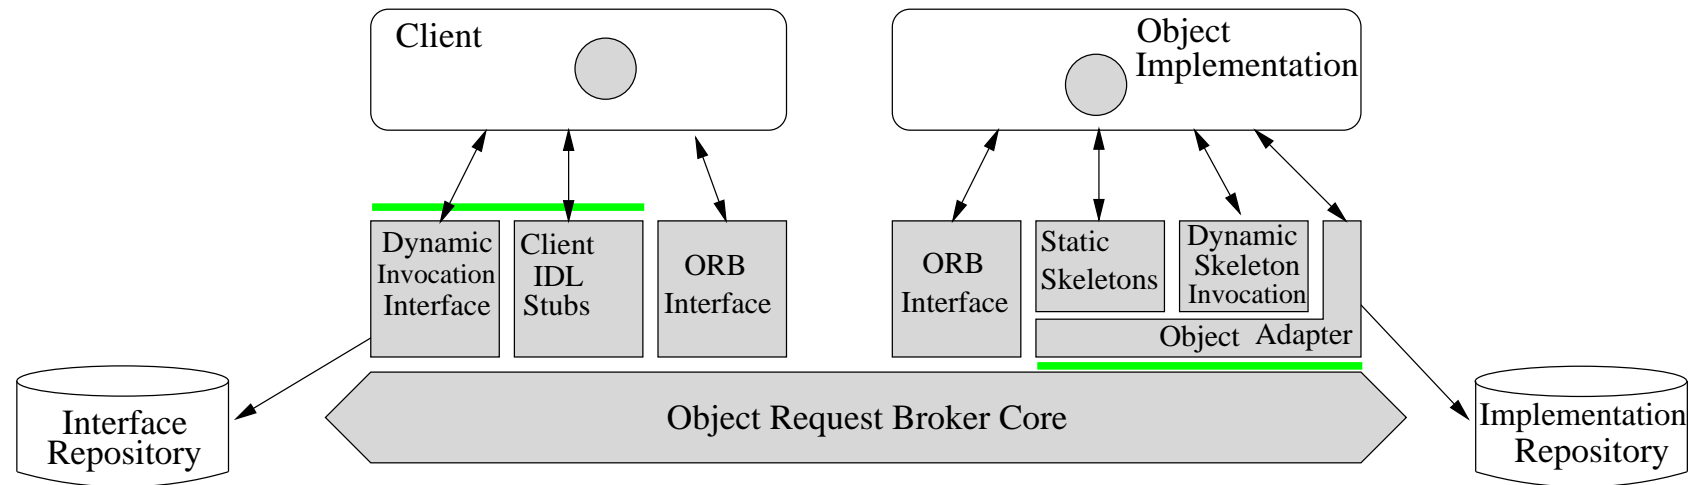 Client
Object
Implementation
Dynamic
Invocation
Interface
Client
IDL
Stubs
ORB
Interface
ORB
Interface
Static
Skeletons
Dynamic
Skeleton
Invocation
Object Adapter
Interface
Repository
Object Request Broker Core
Implementation
Repository